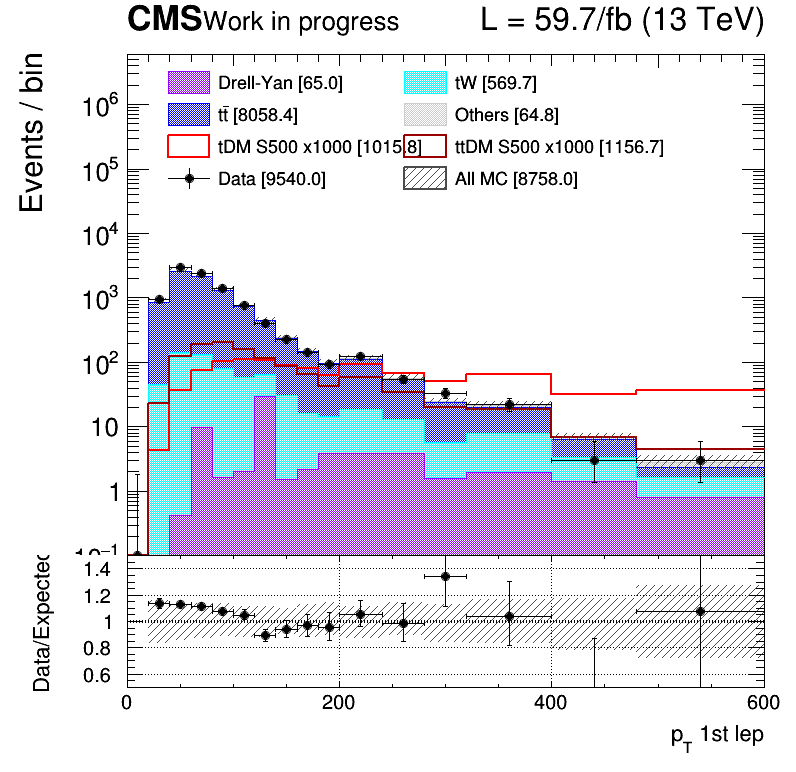 CMS Work in progress L = 59.7/fb (13 TeV)
Events / bin
Drell-Yan [65.0] tW [569.7]
tt̄ [8058.4] Others [64.8]
tDM S500 x1000 [1015.8] ttDM S500 x1000 [1156.7]
Data [9540.0] All MC [8758.0]
10⁶
10⁵
10⁴
10³
10²
10
1
10⁻¹
Data/Expected
1.4
1.2
1
0.8
0.6
0 200 400 600
p_T 1st lep